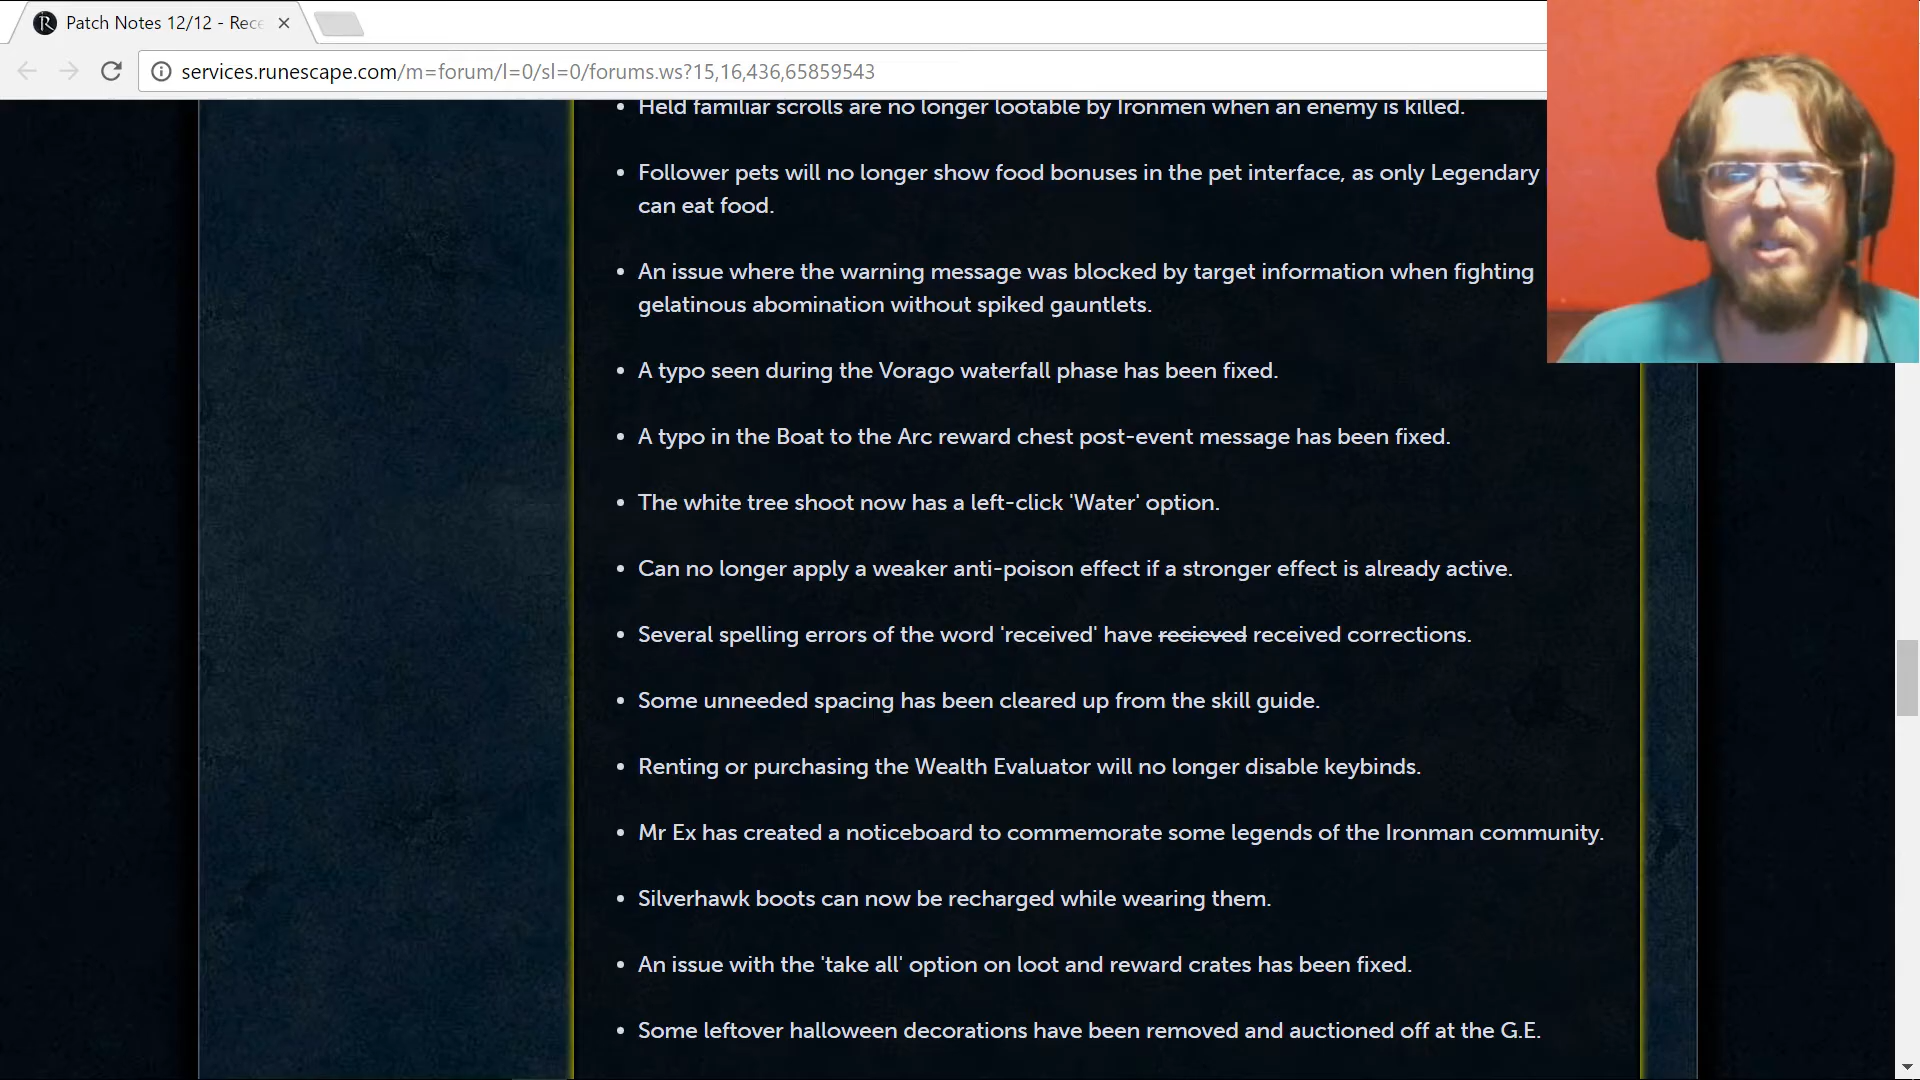 Patch Notes 12/12 - Rece
services.runescape.com/m=forum/l=0/sl=0/forums.ws?15,16,436,65859543
• Held familiar scrolls are no longer lootable by Ironmen when an enemy is killed.
• Follower pets will no longer show food bonuses in the pet interface, as only Legendary
can eat food.
• An issue where the warning message was blocked by target information when fighting
gelatinous abomination without spiked gauntlets.
• A typo seen during the Vorago waterfall phase has been fixed.
• A typo in the Boat to the Arc reward chest post-event message has been fixed.
• The white tree shoot now has a left-click 'Water' option.
• Can no longer apply a weaker anti-poison effect if a stronger effect is already active.
• Several spelling errors of the word 'received' have recieved received corrections.
• Some unneeded spacing has been cleared up from the skill guide.
• Renting or purchasing the Wealth Evaluator will no longer disable keybinds.
• Mr Ex has created a noticeboard to commemorate some legends of the Ironman community.
• Silverhawk boots can now be recharged while wearing them.
• An issue with the 'take all' option on loot and reward crates has been fixed.
• Some leftover halloween decorations have been removed and auctioned off at the G.E.